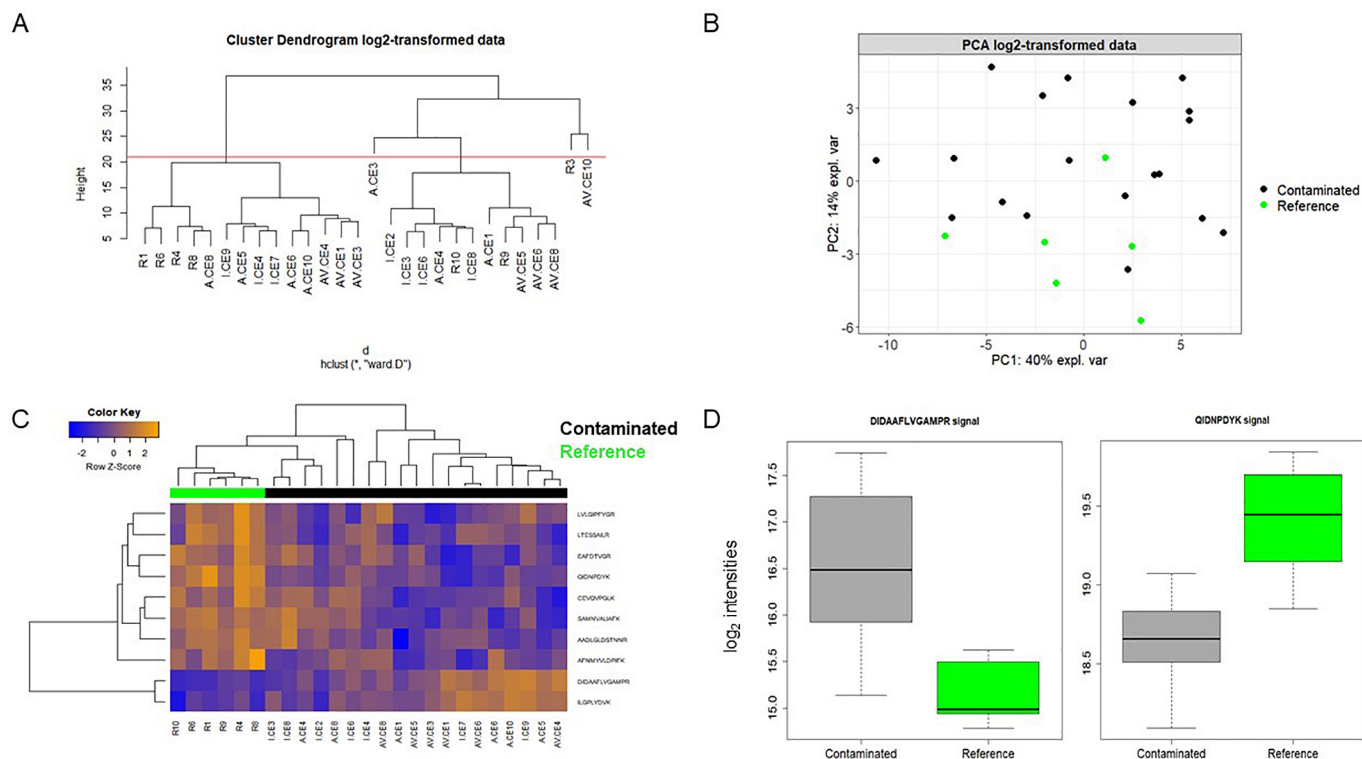 A
Cluster Dendrogram log2-transformed data
Height
35
30
25
20
15
10
5
R1
R6
R4
R8
A.CE8
I.CE9
A.CE5
I.CE4
I.CE7
A.CE6
A.CE10
AV.CE4
AV.CE1
AV.CE3
A.CE3
I.CE2
I.CE3
I.CE6
A.CE4
R10
I.CE8
A.CE1
R9
AV.CE5
AV.CE6
AV.CE8
R3
AV.CE10
d
hclust (*, "ward.D")
B
PCA log2-transformed data
PC2: 14% expl. var
3
0
-3
-6
-10
-5
0
5
PC1: 40% expl. var
Contaminated
Reference
C
Color Key
-2 0 1 2
Row Z-Score
Contaminated
Reference
LVLGIPFYGR
LTESSAILR
EAFDTVGR
QIDNPDYK
CEVQVPGLK
SAMNVALIAFK
AADLGLDSTNNR
AFNMYVLDPIFK
DIDAAFLVGAMPR
ILGPLYDVK
R10
R6
R1
R9
R4
R8
I.CE3
I.CE8
A.CE4
I.CE2
A.CE8
I.CE6
I.CE4
AV.CE8
A.CE1
AV.CE5
AV.CE3
AV.CE1
I.CE7
AV.CE6
A.CE6
A.CE10
I.CE9
A.CE5
AV.CE4
D
DIDAAFLVGAMPR signal
log2 intensities
17.5
17.0
16.5
16.0
15.5
15.0
Contaminated
Reference
QIDNPDYK signal
19.5
19.0
18.5
Contaminated
Reference